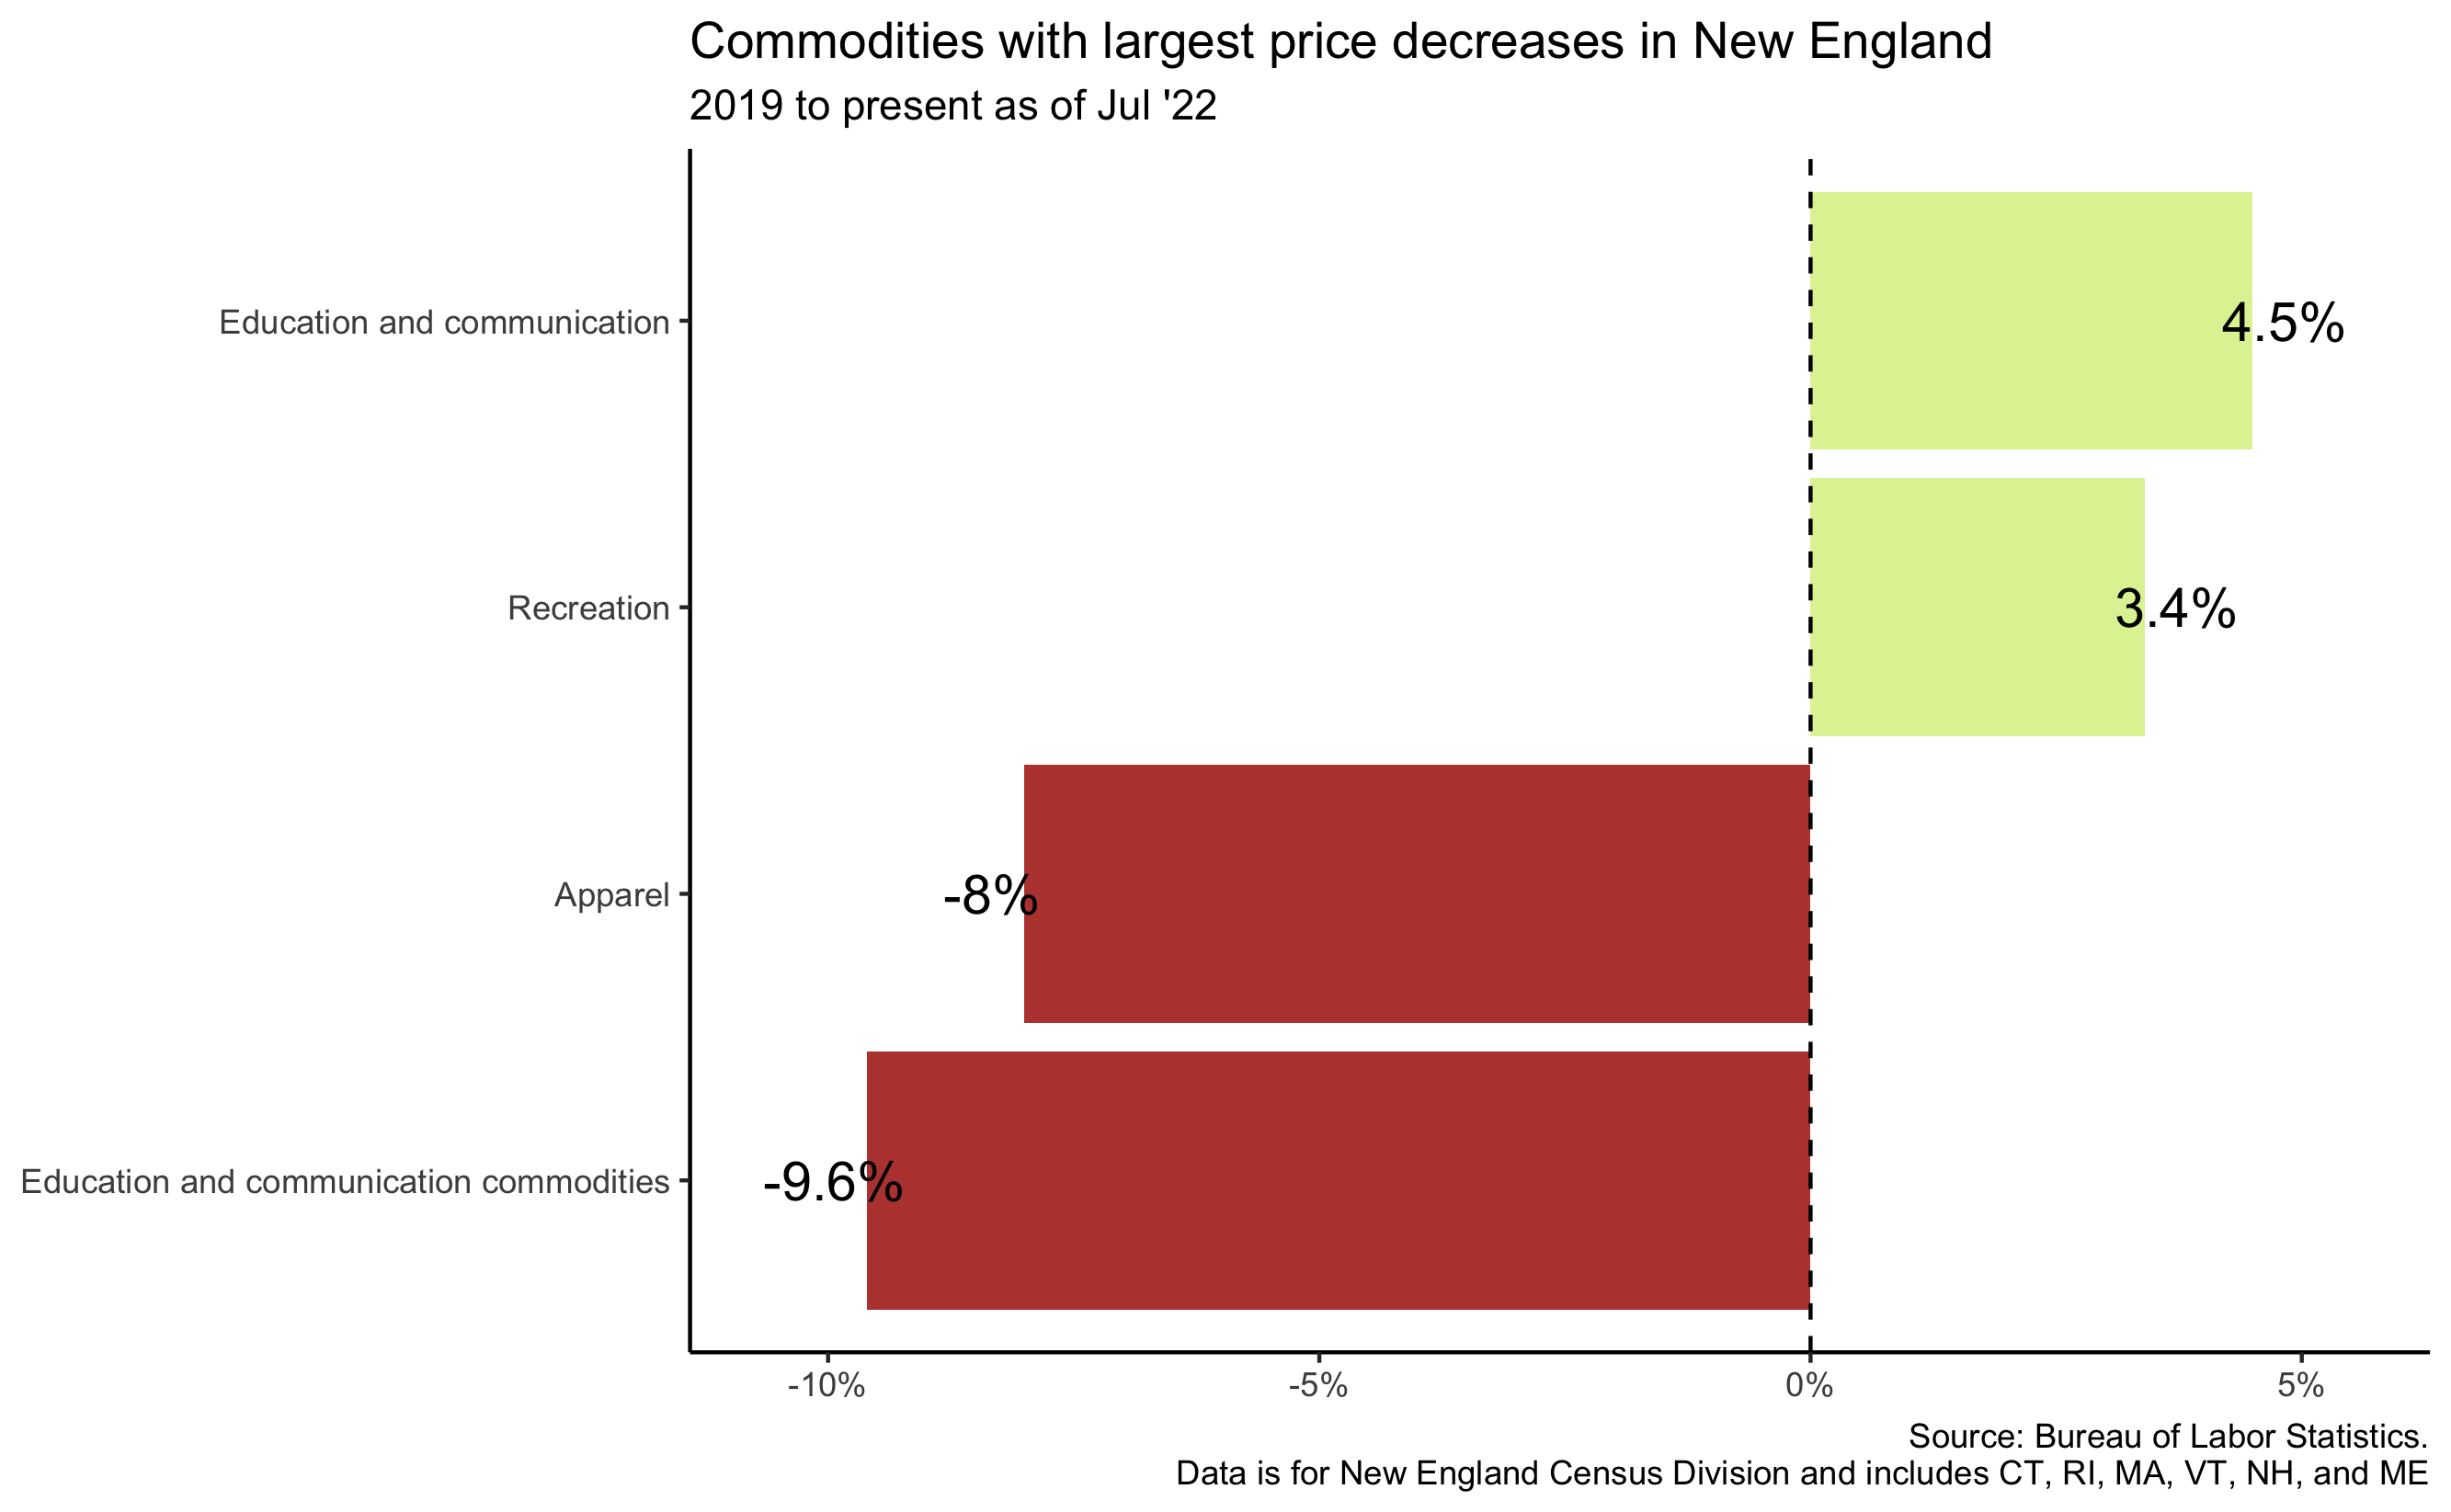 Commodities with largest price decreases in New England
2019 to present as of Jul '22
Education and communication
4.5%
Recreation
3.4%
Apparel
-8%
Education and communication commodities
-9.6%
-10%
-5%
0%
5%
Source: Bureau of Labor Statistics.
Data is for New England Census Division and includes CT, RI, MA, VT, NH, and ME